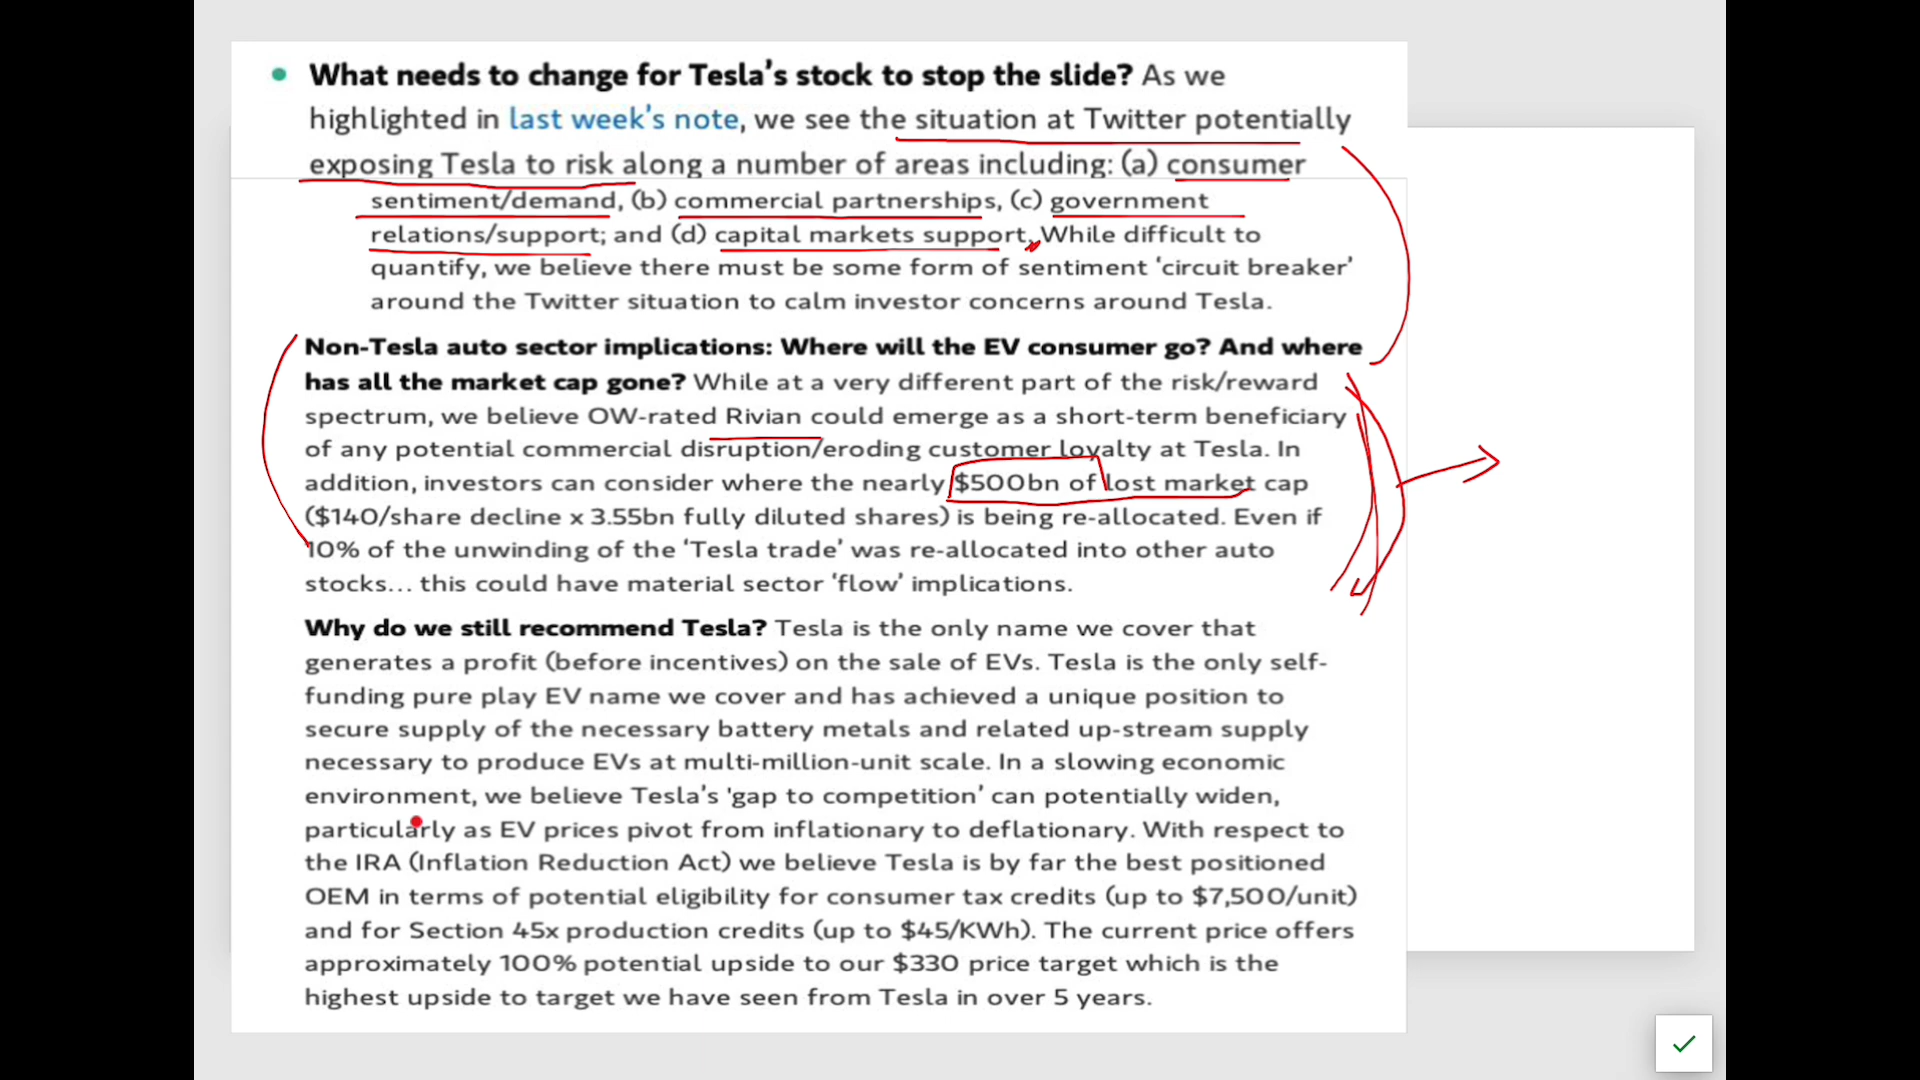 What needs to change for Tesla's stock to stop the slide? As we
highlighted in last week's note, we see the situation at Twitter potentially
exposing Tesla to risk along a number of areas including: (a) consumer
sentiment/demand, (b) commercial partnerships, (c) government
relations/support; and (d) capital markets support. While difficult to
quantify, we believe there must be some form of sentiment 'circuit breaker'
around the Twitter situation to calm investor concerns around Tesla.
Non-Tesla auto sector implications: Where will the EV consumer go? And where
has all the market cap gone? While at a very different part of the risk/reward
spectrum, we believe OW-rated Rivian could emerge as a short-term beneficiary
of any potential commercial disruption/eroding customer loyalty at Tesla. In
addition, investors can consider where the nearly $500bn of lost market cap
($140/share decline x 3.55bn fully diluted shares) is being re-allocated. Even if
10% of the unwinding of the 'Tesla trade' was re-allocated into other auto
stocks... this could have material sector 'flow' implications.
Why do we still recommend Tesla? Tesla is the only name we cover that
generates a profit (before incentives) on the sale of EVs. Tesla is the only self-
funding pure play EV name we cover and has achieved a unique position to
secure supply of the necessary battery metals and related up-stream supply
necessary to produce EVs at multi-million-unit scale. In a slowing economic
environment, we believe Tesla's 'gap to competition' can potentially widen,
particularly as EV prices pivot from inflationary to deflationary. With respect to
the IRA (Inflation Reduction Act) we believe Tesla is by far the best positioned
OEM in terms of potential eligibility for consumer tax credits (up to $7,500/unit)
and for Section 45x production credits (up to $45/KWh). The current price offers
approximately 100% potential upside to our $330 price target which is the
highest upside to target we have seen from Tesla in over 5 years.